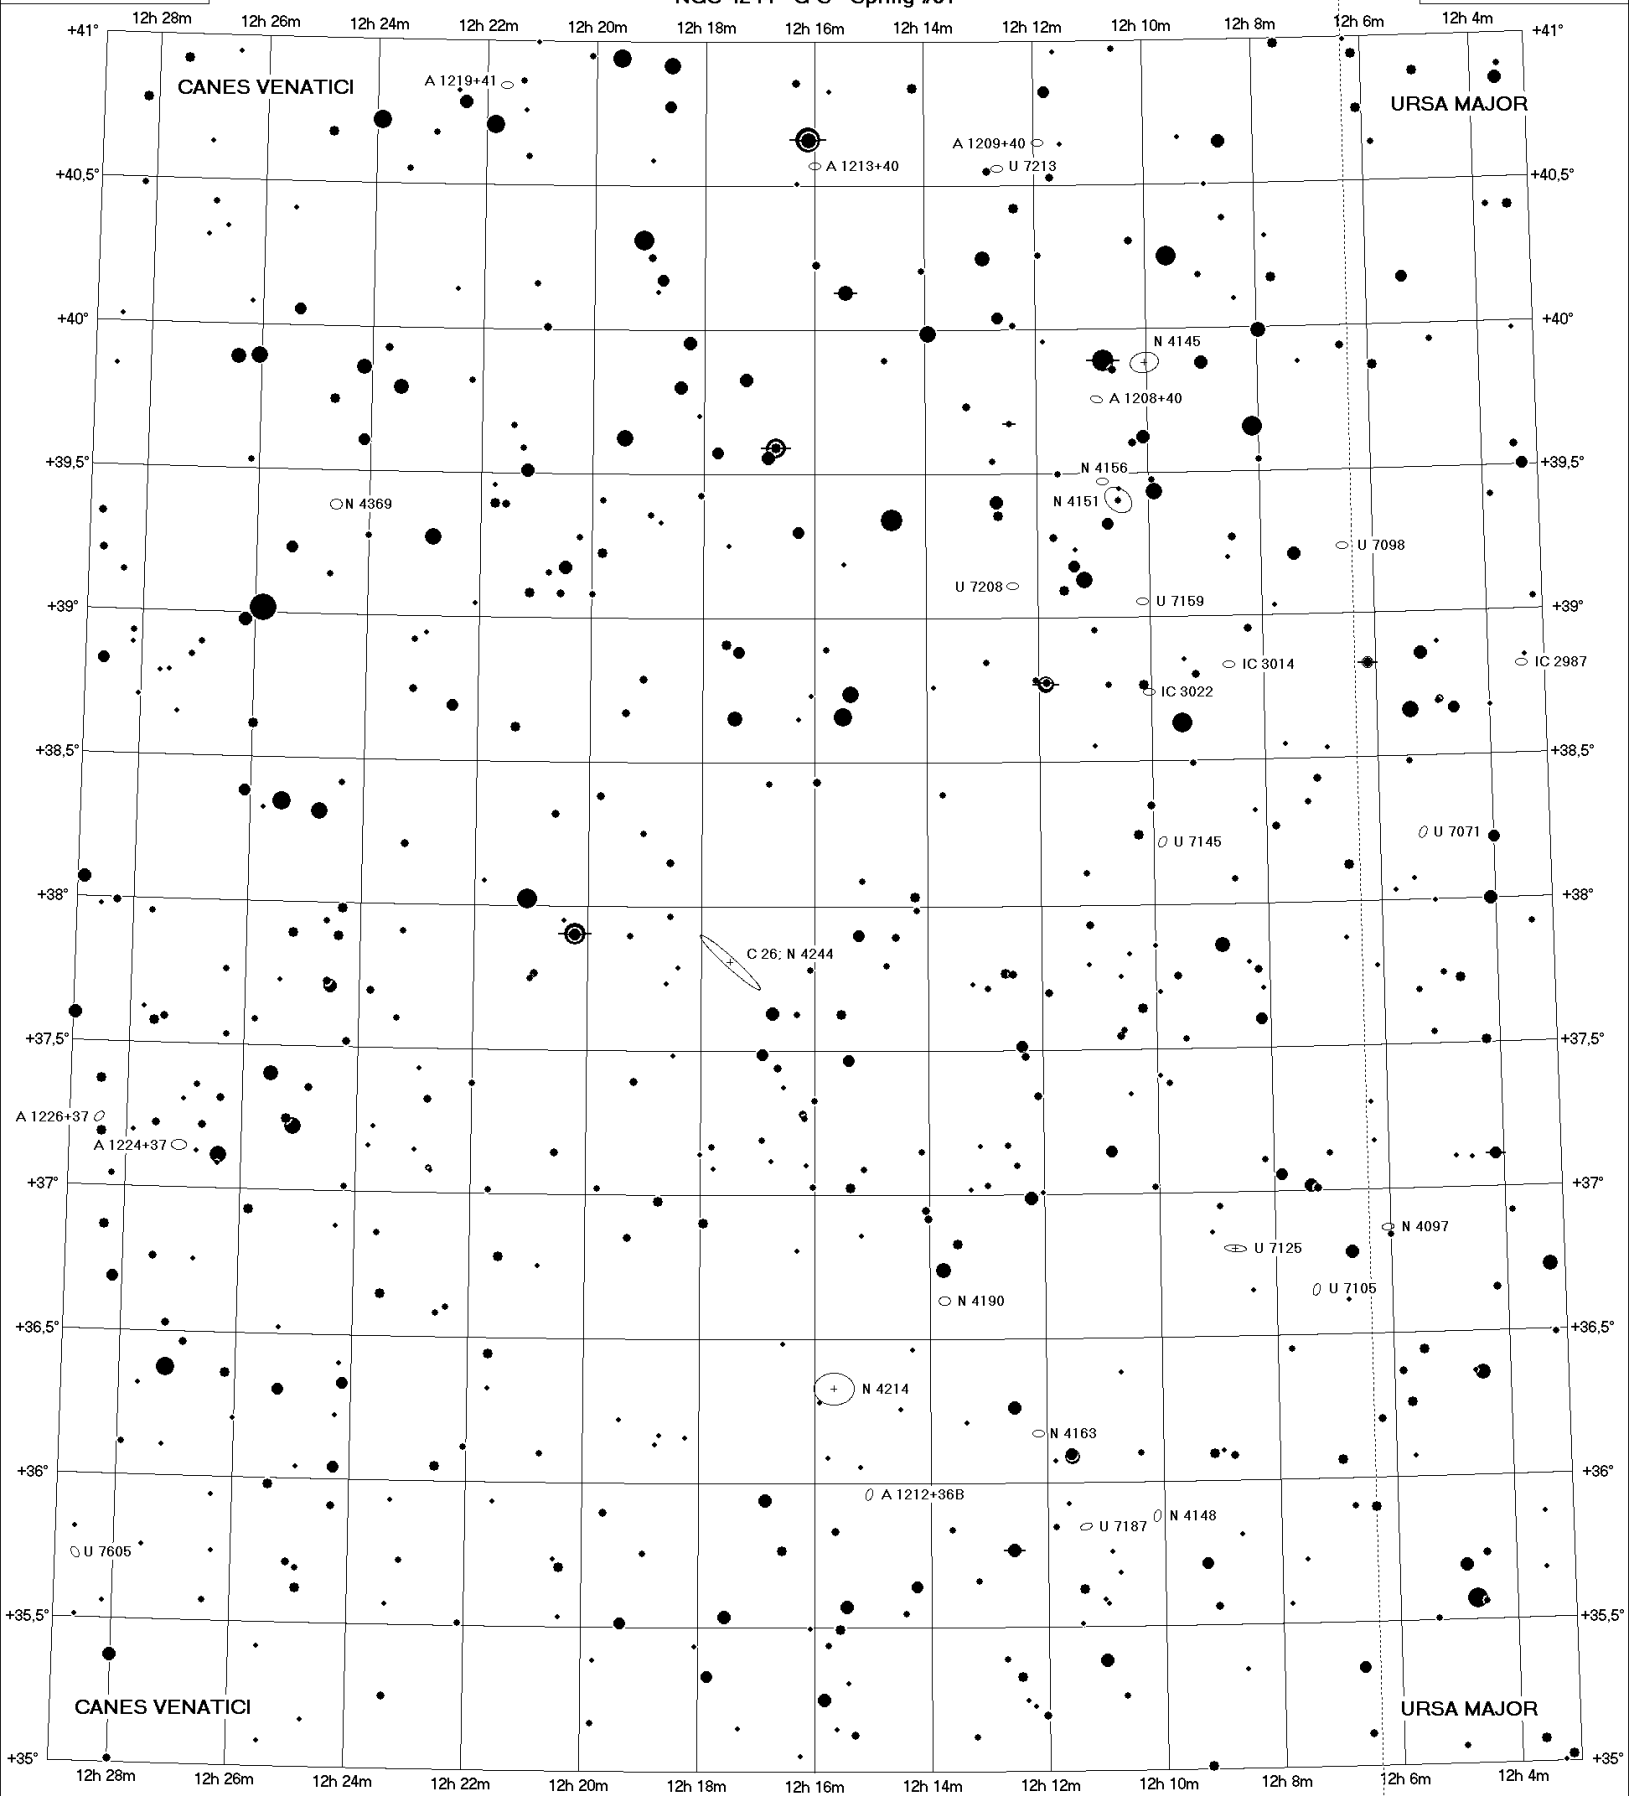 12h 28m 12h 26m 12h 24m 12h 22m 12h 20m 12h 18m 12h 16m 12h 14m 12h 12m 12h 10m 12h 8m 12h 6m 12h 4m
+41° +41°
A 1219+41
CANES VENATICI
URSA MAJOR
A 1209+40
A 1213+40
U 7213
+40,5° +40,5°
+40° +40°
N 4145
A 1208+40
+39,5° +39,5°
N 4156
N 4151
N 4369
U 7098
U 7208
U 7159
+39° +39°
IC 3014
IC 2987
IC 3022
+38,5° +38,5°
U 7071
U 7145
+38° +38°
C 26; N 4244
+37,5° +37,5°
A 1226+37
A 1224+37
+37° +37°
N 4097
U 7125
U 7105
N 4190
+36,5° +36,5°
N 4214
N 4163
+36° +36°
A 1212+36B
N 4148
U 7187
U 7605
+35,5° +35,5°
CANES VENATICI
URSA MAJOR
+35° +35°
12h 28m 12h 26m 12h 24m 12h 22m 12h 20m 12h 18m 12h 16m 12h 14m 12h 12m 12h 10m 12h 8m 12h 6m 12h 4m